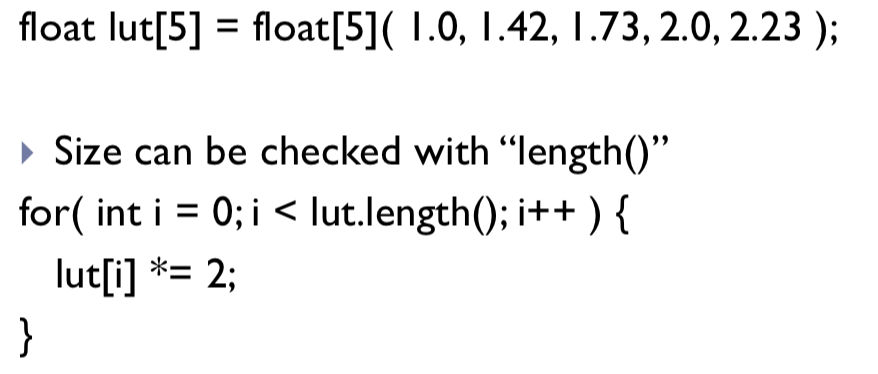 float lut[5] = float[5]( 1.0, 1.42, 1.73, 2.0, 2.23 );
Size can be checked with “length()”
for( int i = 0; i < lut.length(); i++ ) {
lut[i] *= 2;
}